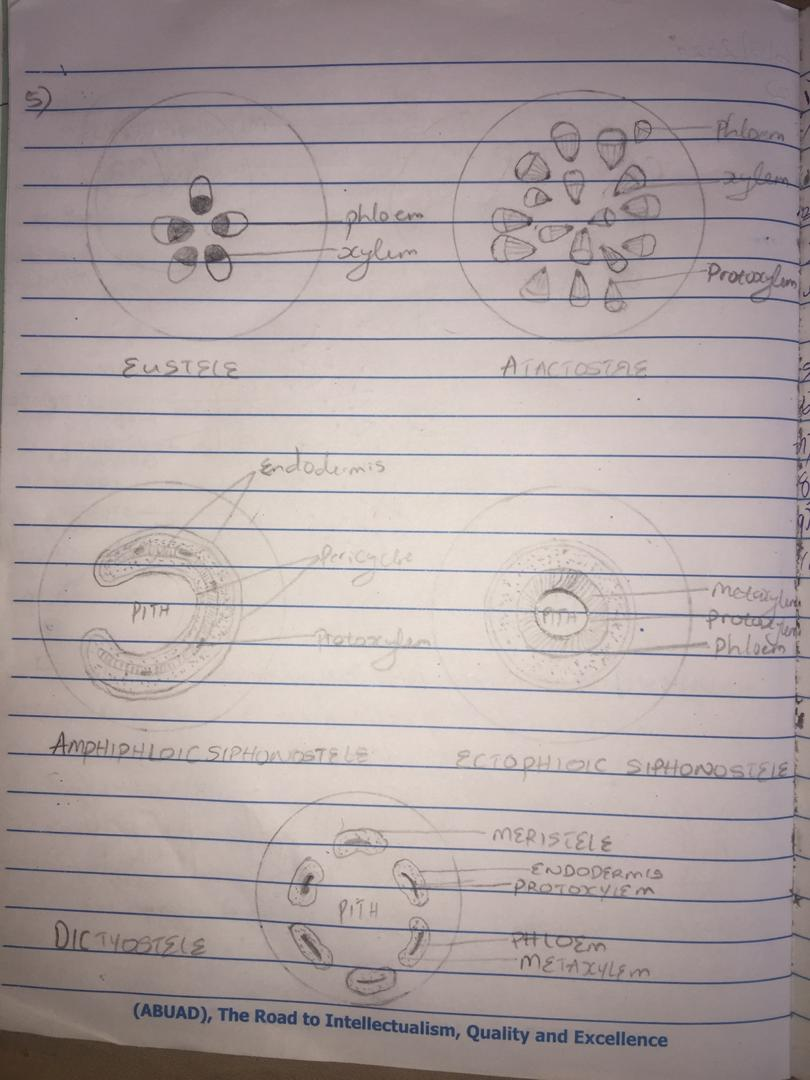 5)
Phloem
xylem
phloem
xylem
Protoxylem
EUSTELE
ATACTOSTELE
Endodermis
Pericycle
PITH
Protoxylem
Metaxylem
PITH
protoxylem
Phloem
AMPHIPHLOIC SIPHONOSTELE
ECTOPHLOIC SIPHONOSTELE
MERISTELE
ENDODERMIS
PROTOXYLEM
PITH
DICTYOSTELE
PHLOEM
METAXYLEM
(ABUAD), The Road to Intellectualism, Quality and Excellence